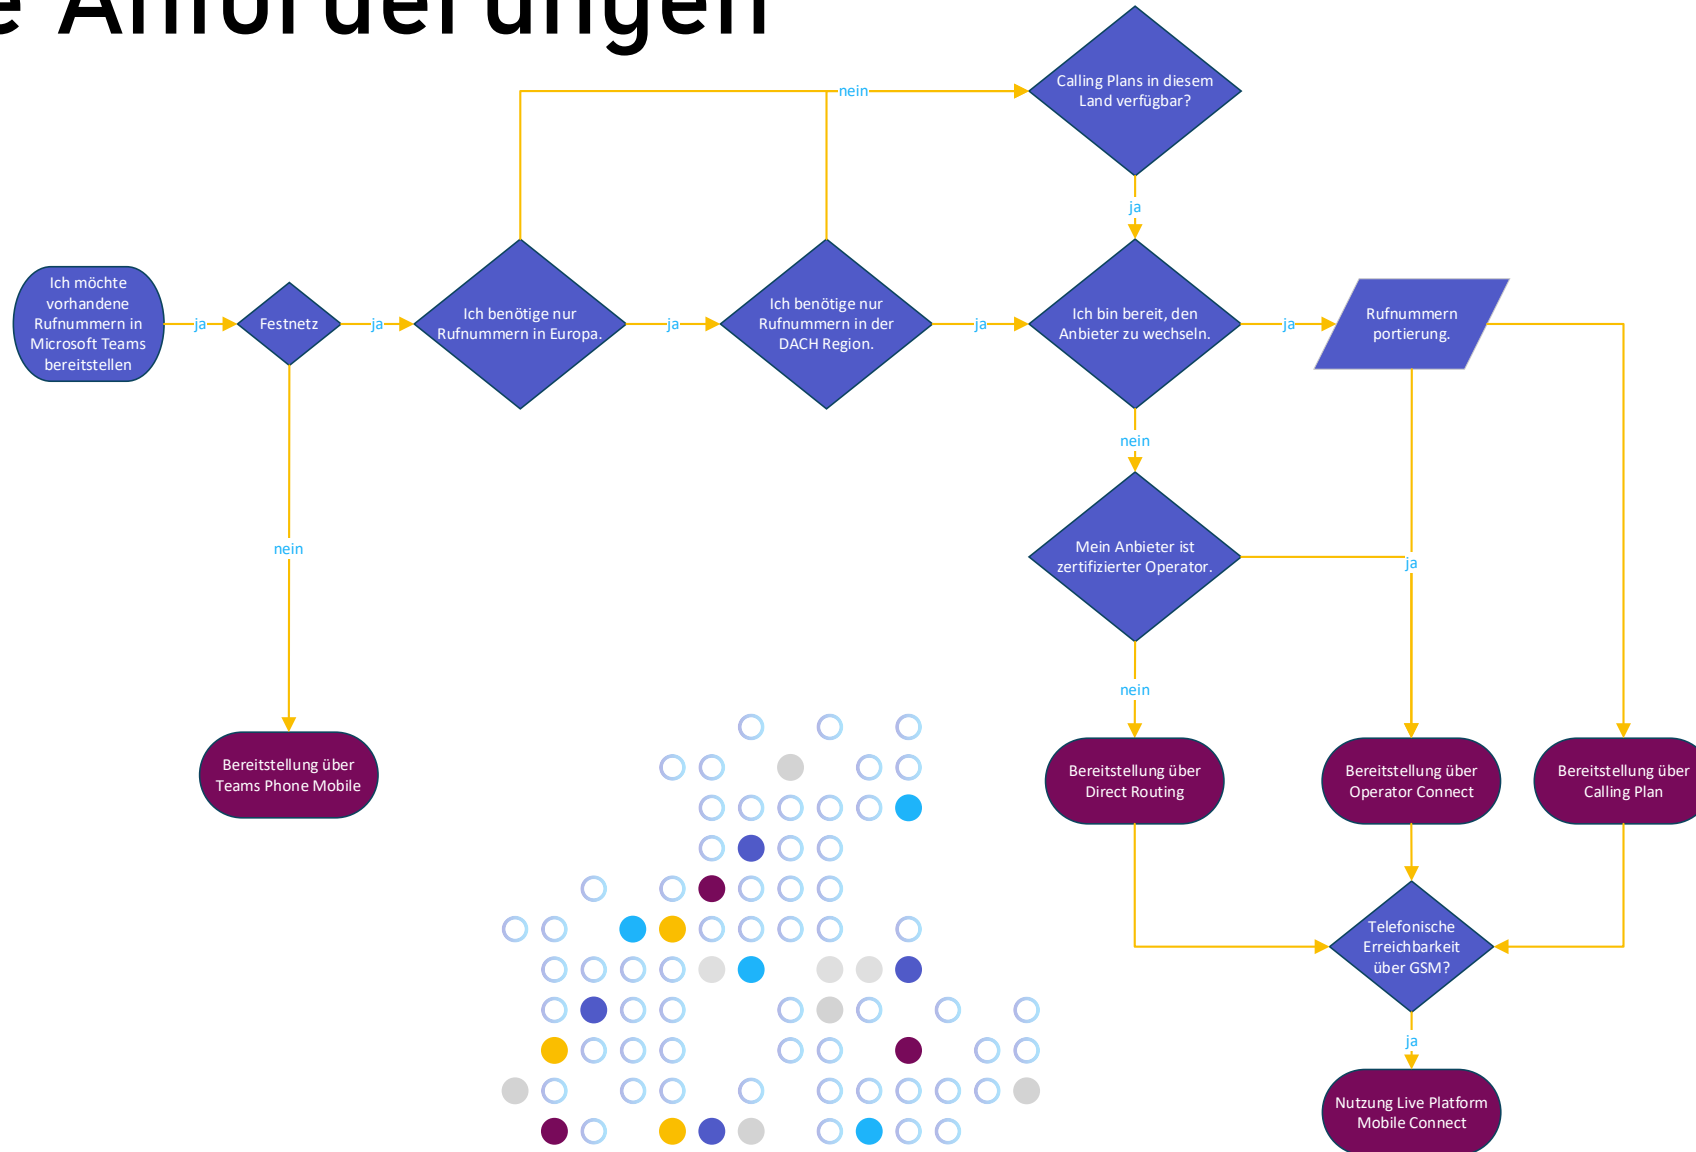 e Anforderungen
Calling Plans in diesem
Land verfügbar?
nein
ja
Ich möchte
vorhandene
Rufnummern in
Microsoft Teams
bereitstellen
ja
Festnetz
ja
Ich benötige nur
Rufnummern in Europa.
ja
Ich benötige nur
Rufnummern in der
DACH Region.
ja
Ich bin bereit, den
Anbieter zu wechseln.
ja
Rufnummern
portierung.
nein
nein
Mein Anbieter ist
zertifizierter Operator.
ja
nein
Bereitstellung über
Teams Phone Mobile
Bereitstellung über
Direct Routing
Bereitstellung über
Operator Connect
Bereitstellung über
Calling Plan
Telefonische
Erreichbarkeit
über GSM?
ja
Nutzung Live Platform
Mobile Connect